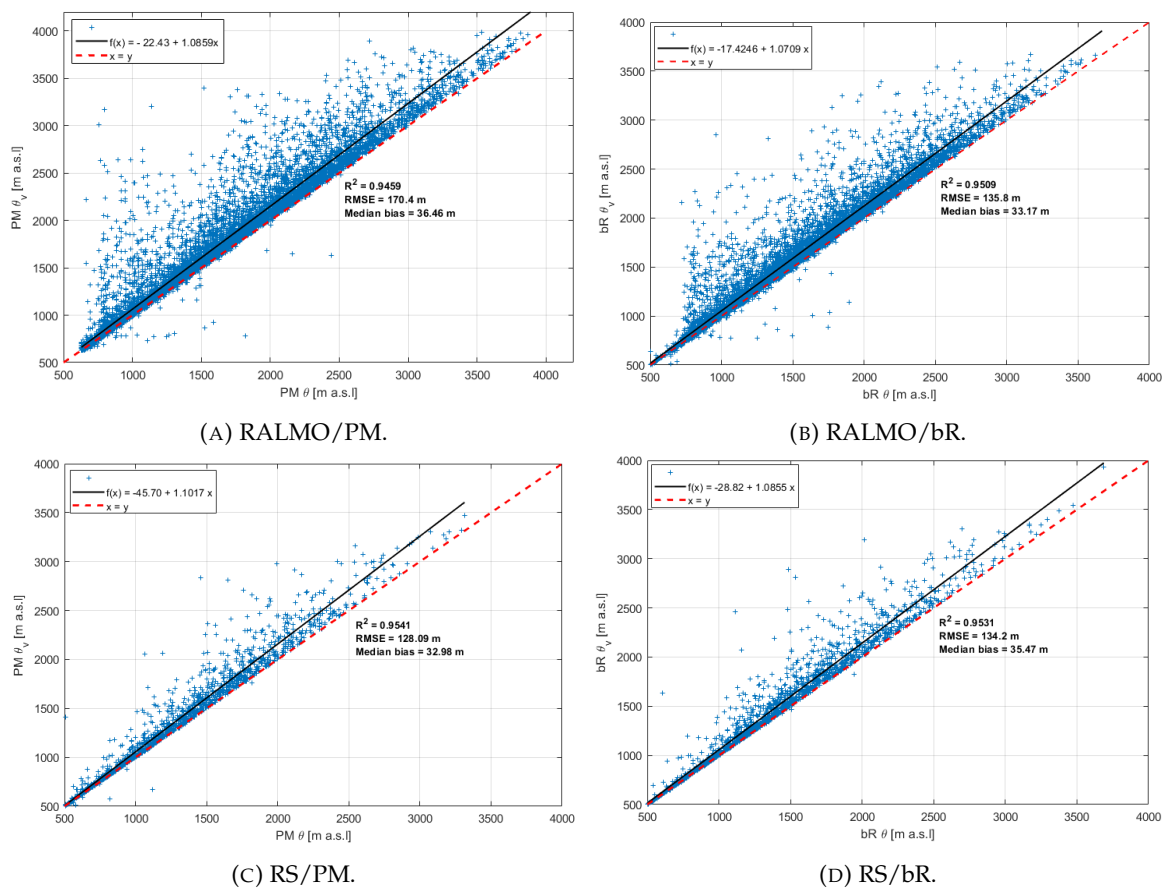 4000
3500
3000
2500
2000
1500
1000
500
PM θv [m a.s.l]
f(x) = - 22.43 + 1.0859x
x = y
R² = 0.9459
RMSE = 170.4 m
Median bias = 36.46 m
500 1000 1500 2000 2500 3000 3500 4000
PM θ [m a.s.l]
(A) RALMO/PM.
4000
3500
3000
2500
2000
1500
1000
500
bR θv [m a.s.l]
f(x) = -17.4246 + 1.0709 x
x = y
R² = 0.9509
RMSE = 135.8 m
Median bias = 33.17 m
500 1000 1500 2000 2500 3000 3500 4000
bR θ [m a.s.l]
(B) RALMO/bR.
4000
3500
3000
2500
2000
1500
1000
500
PM θv [m a.s.l]
f(x) = -45.70 + 1.1017 x
x = y
R² = 0.9541
RMSE = 128.09 m
Median bias = 32.98 m
500 1000 1500 2000 2500 3000 3500 4000
PM θ [m a.s.l]
(C) RS/PM.
4000
3500
3000
2500
2000
1500
1000
500
bR θv [m a.s.l]
f(x) = -28.82 + 1.0855 x
x = y
R² = 0.9531
RMSE = 134.2 m
Median bias = 35.47 m
500 1000 1500 2000 2500 3000 3500 4000
bR θ [m a.s.l]
(D) RS/bR.